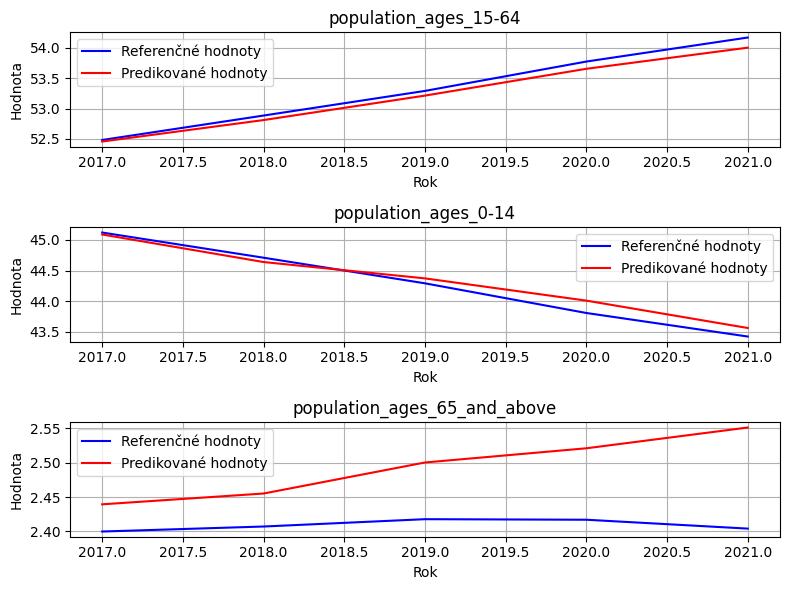 population_ages_15-64
Hodnota
54.0
53.5
53.0
52.5
Referenčné hodnoty
Predikované hodnoty
2017.0 2017.5 2018.0 2018.5 2019.0 2019.5 2020.0 2020.5 2021.0
Rok
population_ages_0-14
Hodnota
45.0
44.5
44.0
43.5
Referenčné hodnoty
Predikované hodnoty
2017.0 2017.5 2018.0 2018.5 2019.0 2019.5 2020.0 2020.5 2021.0
Rok
population_ages_65_and_above
Hodnota
2.55
2.50
2.45
2.40
Referenčné hodnoty
Predikované hodnoty
2017.0 2017.5 2018.0 2018.5 2019.0 2019.5 2020.0 2020.5 2021.0
Rok